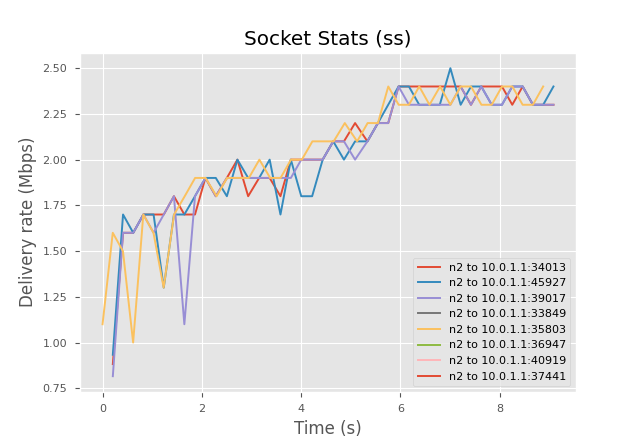 Socket Stats (ss)
Delivery rate (Mbps)
2.50
2.25
2.00
1.75
1.50
1.25
1.00
0.75
n2 to 10.0.1.1:34013
n2 to 10.0.1.1:45927
n2 to 10.0.1.1:39017
n2 to 10.0.1.1:33849
n2 to 10.0.1.1:35803
n2 to 10.0.1.1:36947
n2 to 10.0.1.1:40919
n2 to 10.0.1.1:37441
0 2 4 6 8
Time (s)